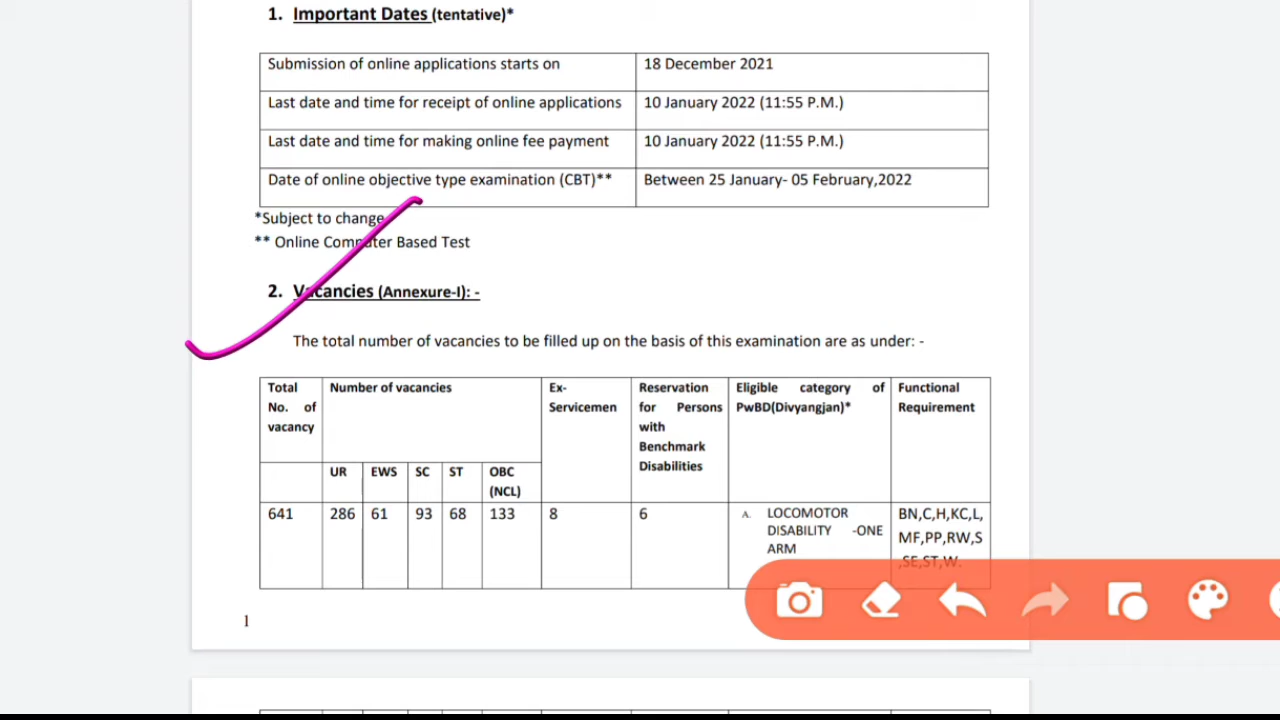 1. Important Dates (tentative)*
Submission of online applications starts on 18 December 2021
Last date and time for receipt of online applications 10 January 2022 (11:55 P.M.)
Last date and time for making online fee payment 10 January 2022 (11:55 P.M.)
Date of online objective type examination (CBT)** Between 25 January- 05 February,2022
*Subject to change
** Online Computer Based Test
2. Vacancies (Annexure-I): -
The total number of vacancies to be filled up on the basis of this examination are as under: -
Total No. of vacancy
Number of vacancies
Ex-Servicemen
Reservation for Persons with Benchmark Disabilities
Eligible category of PwBD(Divyangjan)*
Functional Requirement
UR EWS SC ST OBC (NCL)
641 286 61 93 68 133 8 6
A. LOCOMOTOR
DISABILITY -ONE
ARM
BN,C,H,KC,L,
MF,PP,RW,S
,SE,ST,W.
1